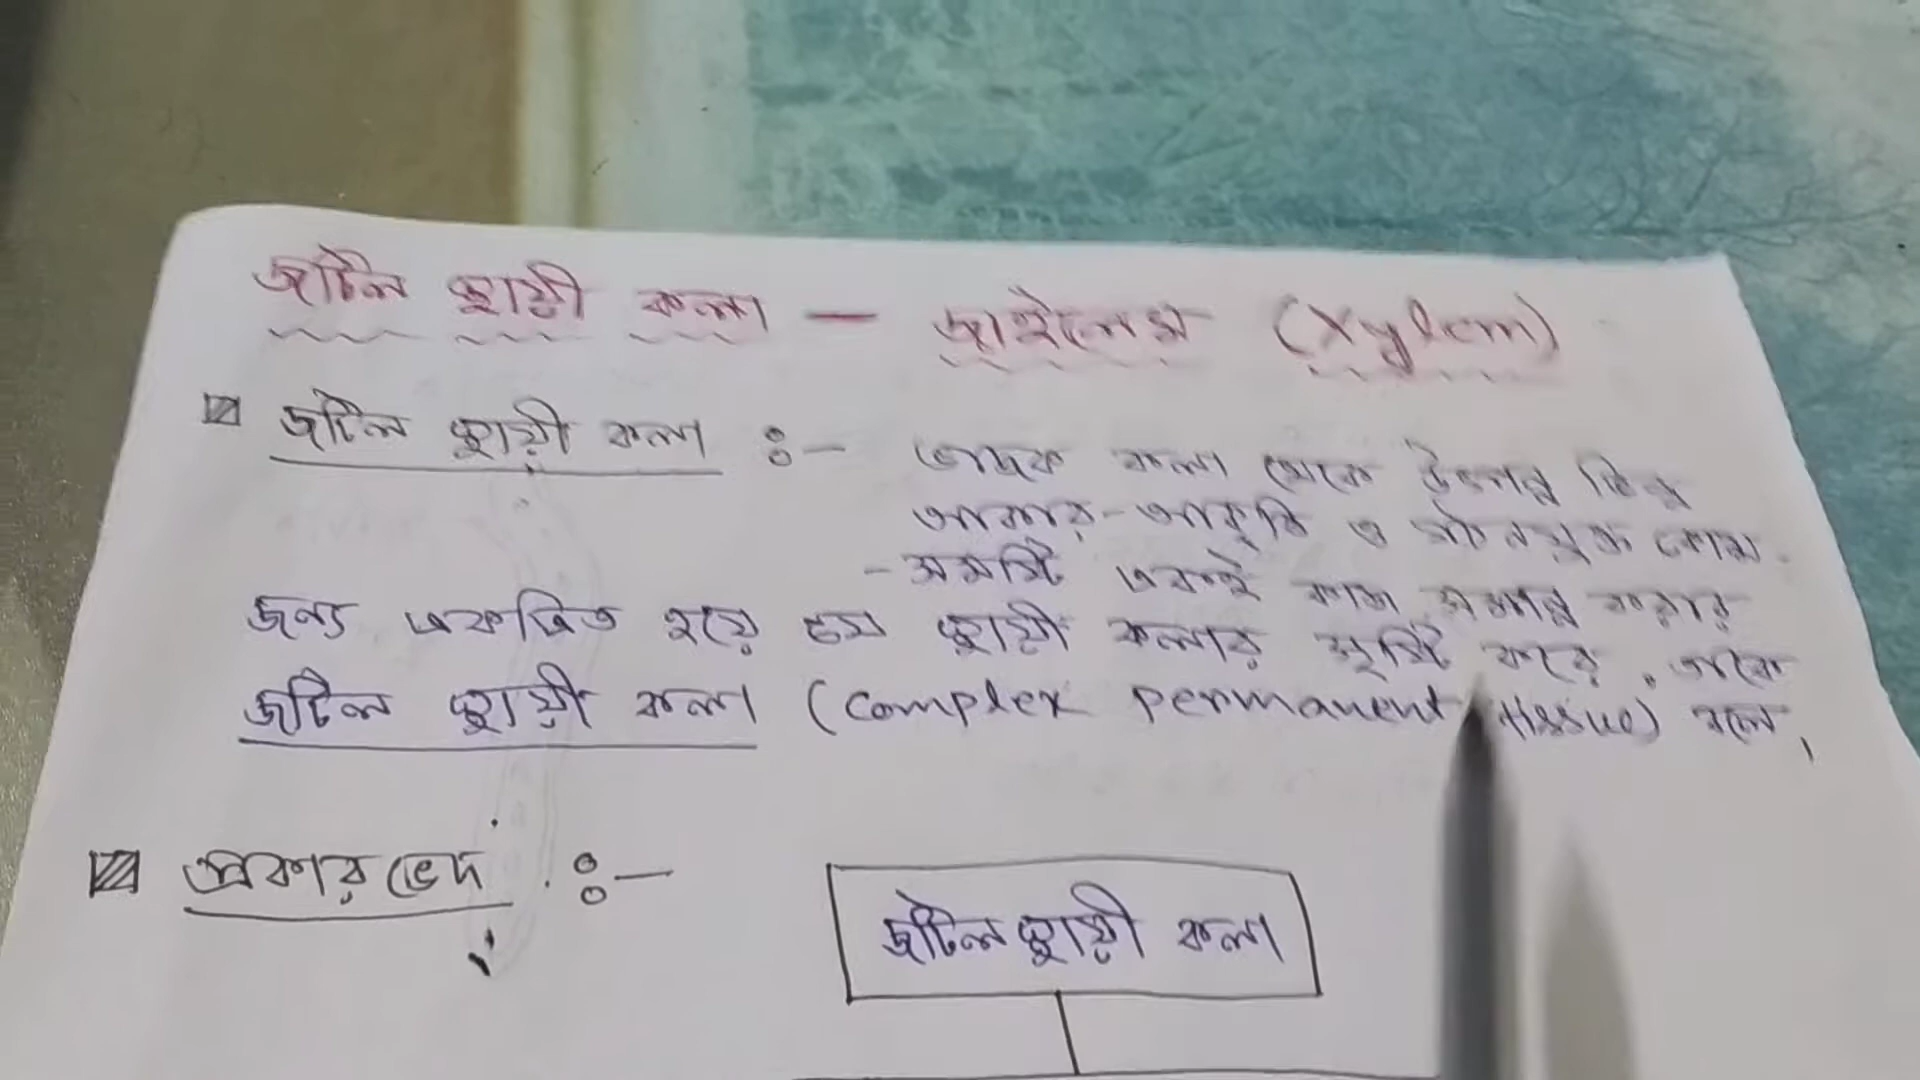 জটিল স্থায়ী কলা — জাইলেম (Xylem)
জটিল স্থায়ী কলা :- ভাজক কলা থেকে উৎপন্ন ভিন্ন
আকার-আকৃতি ও গঠনযুক্ত কোষ
-সমষ্টি একই কাজ সম্পন্ন করার
জন্য একত্রিত হয়ে যে স্থায়ী কলার সৃষ্টি করে, তাকে
জটিল স্থায়ী কলা (Complex permanent tissue) বলে,
প্রকারভেদ :-
জটিল স্থায়ী কলা